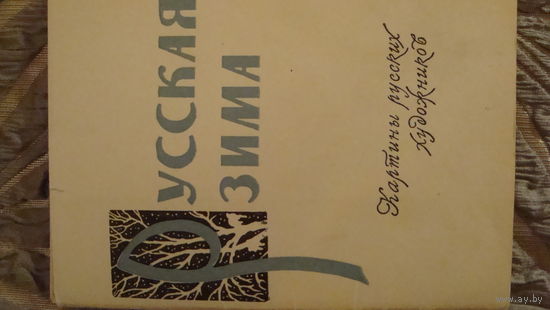 РУССКАЯ
ЗИМА
Картины русских
художников
www.ay.by